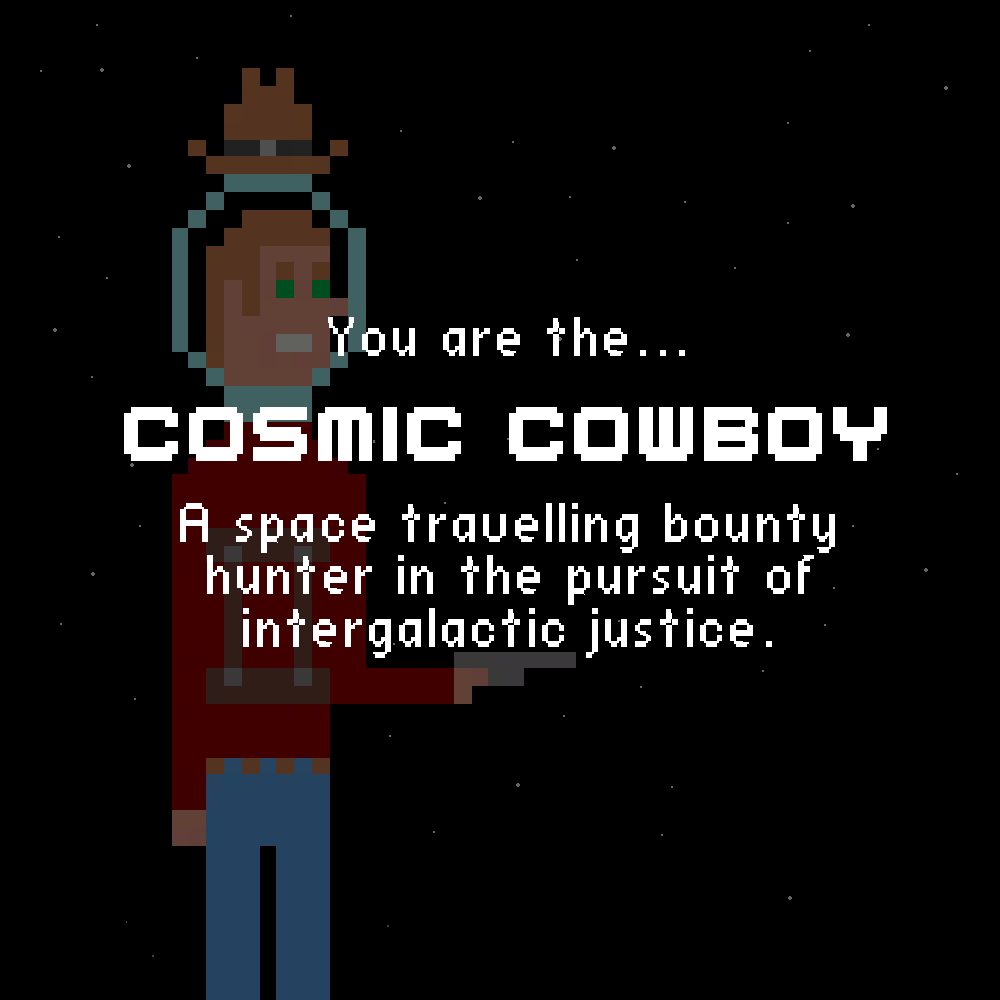 You are the...
COSMIC COWBOY
A space travelling bounty
hunter in the pursuit of
intergalactic justice.